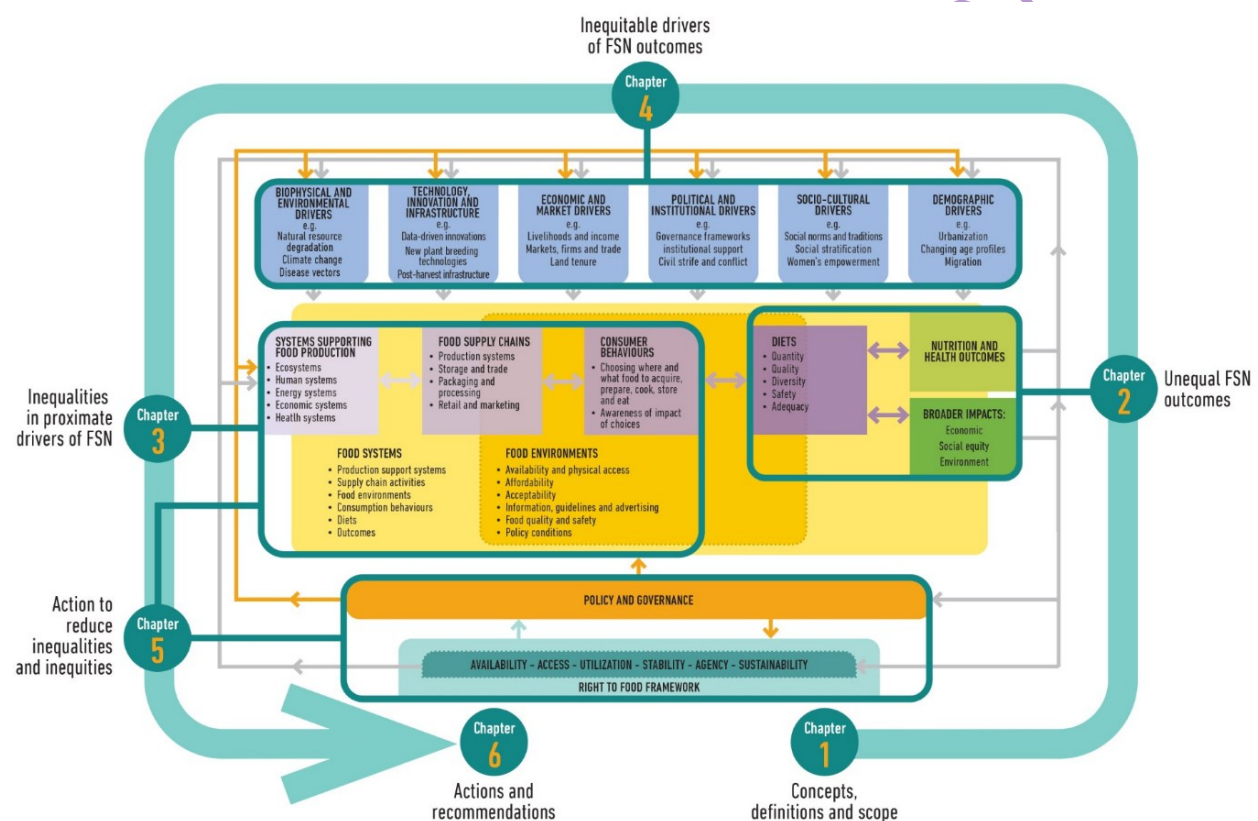 Inequitable drivers
of FSN outcomes
Chapter
4
BIOPHYSICAL AND
ENVIRONMENTAL
DRIVERS
e.g.
Natural resource
degradation
Climate change
Disease vectors
TECHNOLOGY,
INNOVATION AND
INFRASTRUCTURE
e.g.
Data-driven innovations
New plant breeding
technologies
Post-harvest infrastructure
ECONOMIC AND
MARKET DRIVERS
e.g.
Livelihoods and income
Markets, firms and trade
Land tenure
POLITICAL AND
INSTITUTIONAL DRIVERS
e.g.
Governance frameworks
institutional support
Civil strife and conflict
SOCIO-CULTURAL
DRIVERS
e.g.
Social norms and traditions
Social stratification
Women's empowerment
DEMOGRAPHIC
DRIVERS
e.g.
Urbanization
Changing age profiles
Migration
SYSTEMS SUPPORTING
FOOD PRODUCTION
• Ecosystems
• Human systems
• Energy systems
• Economic systems
• Health systems
FOOD SUPPLY CHAINS
• Production systems
• Storage and trade
• Packaging and
processing
• Retail and marketing
CONSUMER
BEHAVIOURS
• Choosing where and
what food to acquire,
prepare, cook, store
and eat
• Awareness of impact
of choices
DIETS
• Quantity
• Quality
• Diversity
• Safety
• Adequacy
NUTRITION AND
HEALTH OUTCOMES
BROADER IMPACTS:
Economic
Social equity
Environment
Chapter
2
Unequal FSN
outcomes
Inequalities
in proximate
drivers of FSN
Chapter
3
FOOD SYSTEMS
• Production support systems
• Supply chain activities
• Food environments
• Consumption behaviours
• Diets
• Outcomes
FOOD ENVIRONMENTS
• Availability and physical access
• Affordability
• Acceptability
• Information, guidelines and advertising
• Food quality and safety
• Policy conditions
Action to
reduce
inequalities
and inequities
Chapter
5
POLICY AND GOVERNANCE
AVAILABILITY - ACCESS - UTILIZATION - STABILITY - AGENCY - SUSTAINABILITY
RIGHT TO FOOD FRAMEWORK
Chapter
6
Actions and
recommendations
Chapter
1
Concepts,
definitions and scope